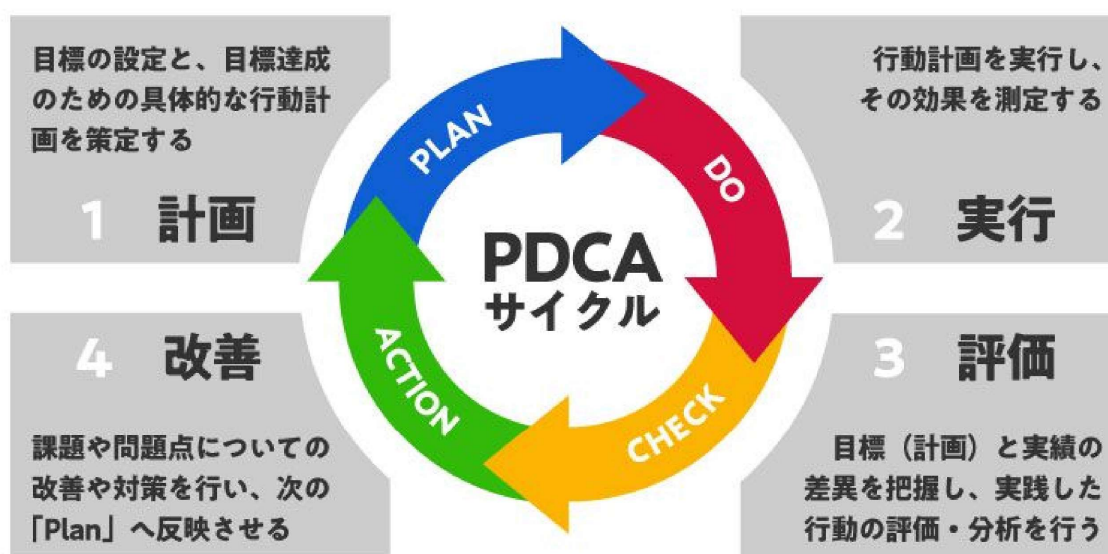 目標の設定と、目標達成
のための具体的な行動計
画を策定する
1 計画
行動計画を実行し、
その効果を測定する
2 実行
PLAN
DO
PDCA
サイクル
CHECK
ACTION
4 改善
課題や問題点についての
改善や対策を行い、次の
「Plan」へ反映させる
3 評価
目標（計画）と実績の
差異を把握し、実践した
行動の評価・分析を行う